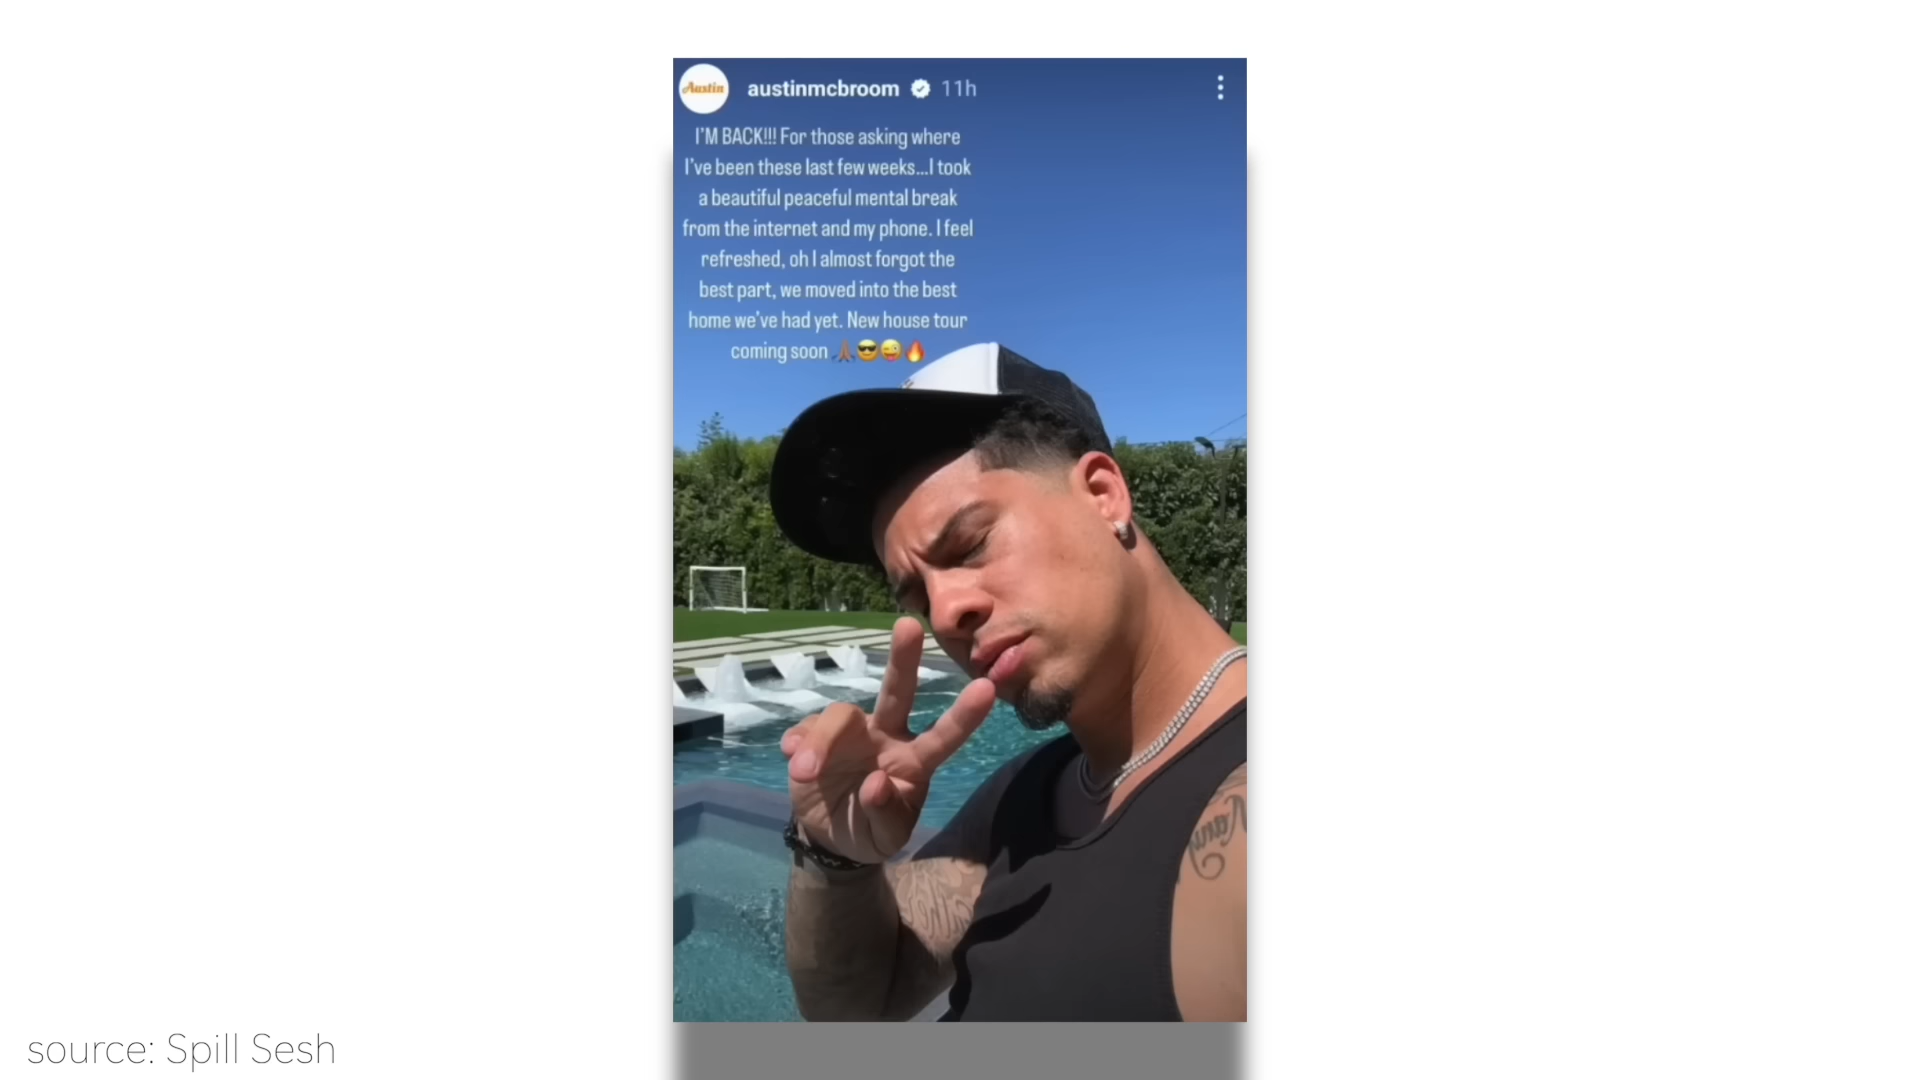 Austin
austinmcbroom 11h
I'M BACK!!! For those asking where
I've been these last few weeks...I took
a beautiful peaceful mental break
from the internet and my phone. I feel
refreshed, oh I almost forgot the
best part, we moved into the best
home we've had yet. New house tour
coming soon 🙏🏾😎😜🔥
source: Spill Sesh